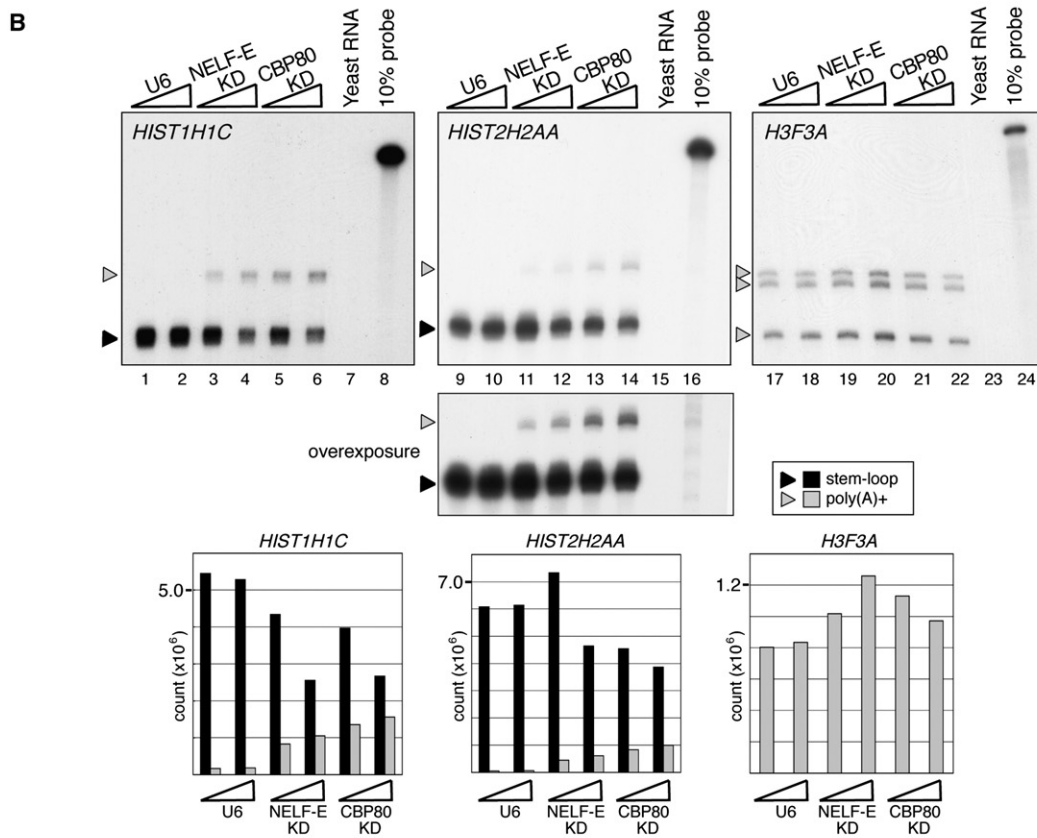 B
U6 NELF-E KD CBP80 KD Yeast RNA 10% probe
U6 NELF-E KD CBP80 KD Yeast RNA 10% probe
U6 NELF-E KD CBP80 KD Yeast RNA 10% probe
HIST1H1C HIST2H2AA H3F3A
1 2 3 4 5 6 7 8 9 10 11 12 13 14 15 16 17 18 19 20 21 22 23 24
overexposure
stem-loop
poly(A)+
HIST1H1C HIST2H2AA H3F3A
5.0 7.0 1.2
count (x10⁶) count (x10⁶) count (x10⁶)
U6 NELF-E KD CBP80 KD U6 NELF-E KD CBP80 KD U6 NELF-E KD CBP80 KD